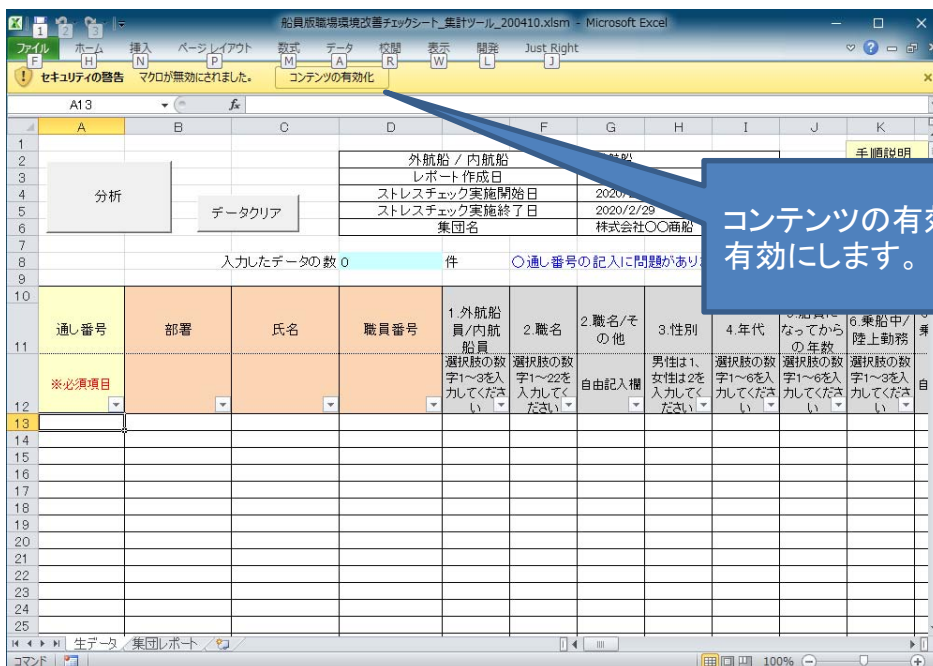 船員版職場環境改善チェックシート_集計ツール_200410.xlsm - Microsoft Excel
1 2 3
ファイル ホーム 挿入 ページレイアウト 数式 データ 校閲 表示 開発 Just Right
F H N P M A R W L J
セキュリティの警告 マクロが無効にされました。 コンテンツの有効化
A13 fx
A B C D F G H I J K
1
2 外航船 / 内航船 手順説明
3 レポート作成日
4 ストレスチェック実施開始日
5 ストレスチェック実施終了日 2020/2/29
6 集団名 株式会社〇〇商船
分析
データクリア
コンテンツの有
有効にします。
7
8 入力したデータの数 0 件 〇通し番号の記入に問題があり
9
10
11 通し番号 部署 氏名 職員番号 1.外航船員/内航船員 2.職名 2.職名/その他 3.性別 4.年代 なってからの年数 6.乗船中/陸上勤務
12 ※必須項目 選択肢の数字1~3を入力してください 選択肢の数字1~22を入力してください 自由記入欄 男性は1、女性は2を入力してください 選択肢の数字1~6を入力してください 選択肢の数字1~6を入力してください 選択肢の数字1~3を入力してください
13
14
15
16
17
18
19
20
21
22
23
24
25
生データ 集団レポート
コマンド 100%